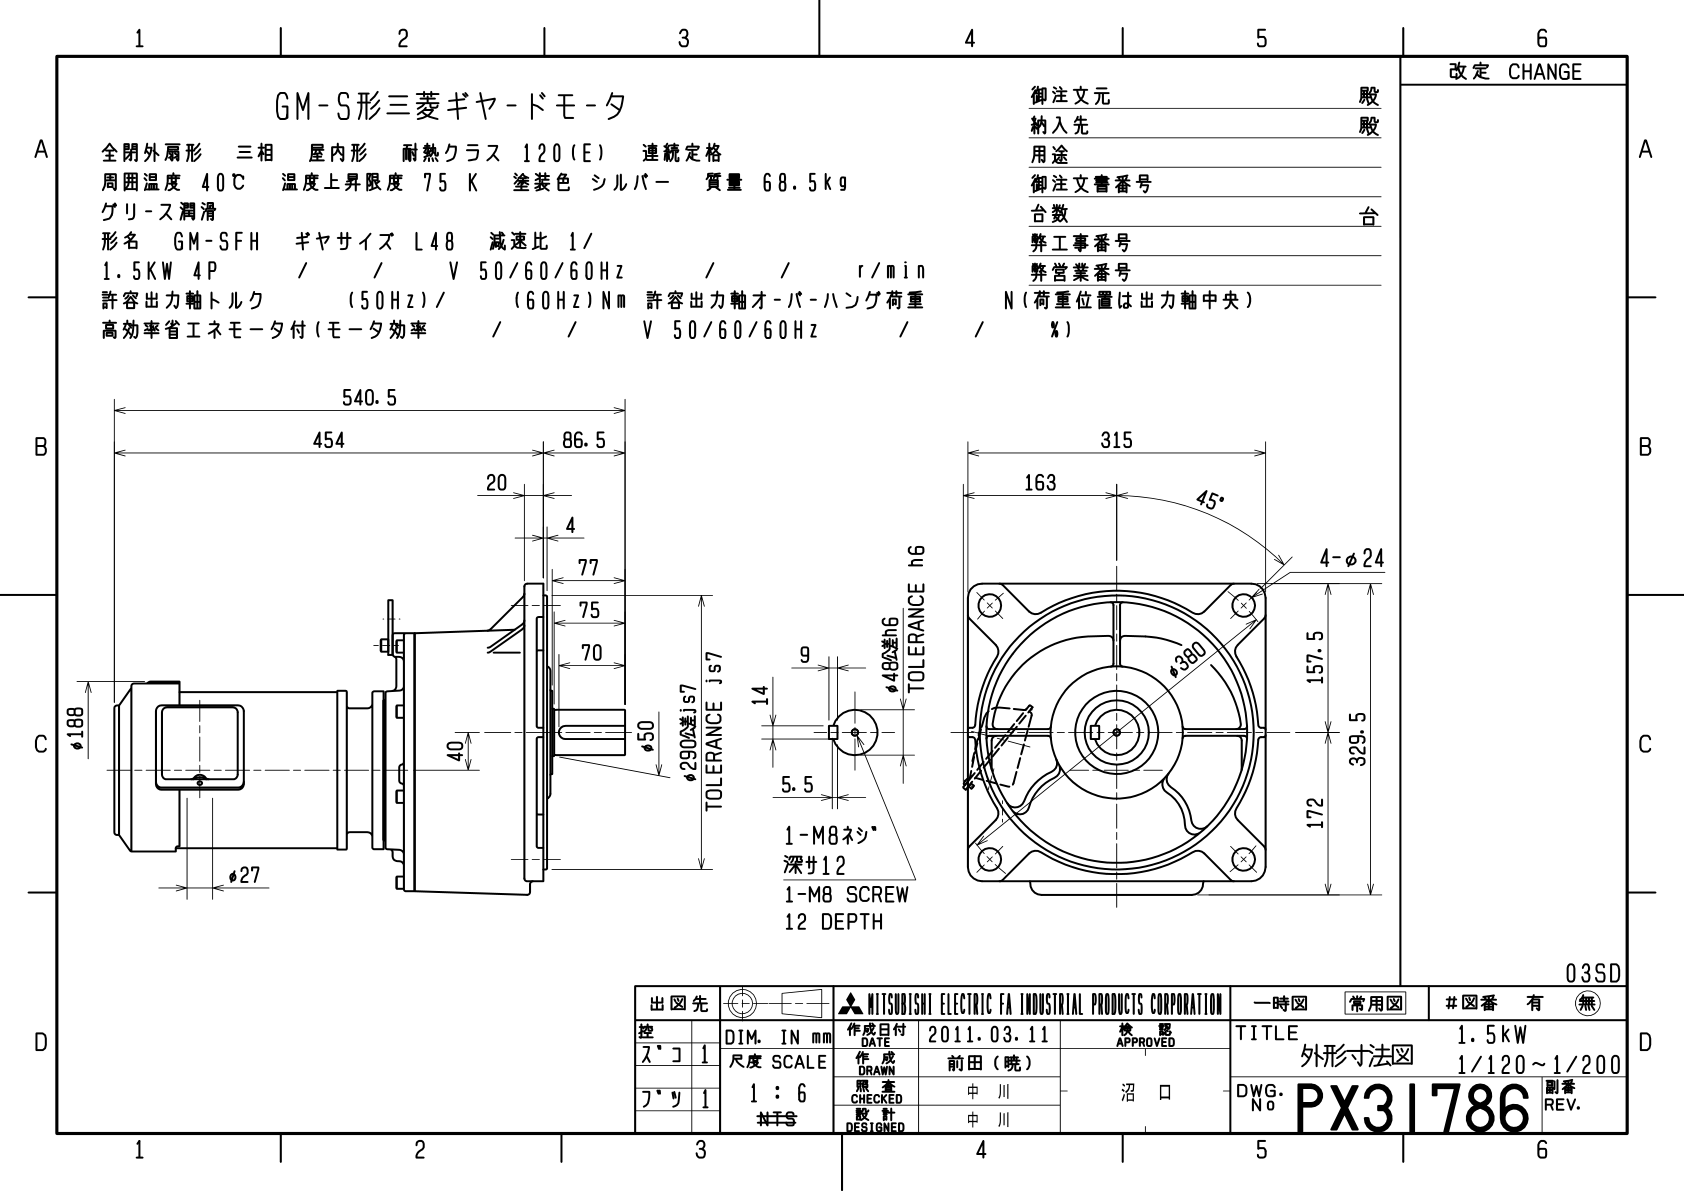 1 2 3 4 5 6
改定 CHANGE
GM-S形三菱ギヤードモータ
全閉外扇形 三相 屋内形 耐熱クラス 120(E) 連続定格
周囲温度 40℃ 温度上昇限度 75 K 塗装色 シルバー 質量 68.5kg
グリース潤滑
形名 GM-SFH ギヤサイズ L48 減速比 1/
1.5KW 4P / / V 50/60/60Hz / / r/min
許容出力軸トルク (50Hz)/ (60Hz)Nm 許容出力軸オーバーハング荷重 N(荷重位置は出力軸中央)
高効率省エネモータ付(モータ効率 / / V 50/60/60Hz / / %)
御注文元 殿
納入先 殿
用途
御注文書番号
台数 台
弊工事番号
弊営業番号
A A
B B
C C
D D
540.5
454 86.5
20
4
77
75
70
φ188
40
φ50
φ290公差js7
TOLERANCE js7
φ27
9
14
5.5
φ48公差h6
TOLERANCE h6
1-M8ネジ
深サ12
1-M8 SCREW
12 DEPTH
315
163
45°
4-φ24
φ380
157.5
329.5
172
03SD
出図先
控
ズコ 1
ブツ 1
DIM. IN mm
尺度 SCALE
1 : 6
NTS
MITSUBISHI ELECTRIC FA INDUSTRIAL PRODUCTS CORPORATION
作成日付 DATE 2011.03.11
検認 APPROVED
作成 DRAWN 前田(暁)
照査 CHECKED 中川
沼口
設計 DESIGNED 中川
一時図 常用図 #図番 有 無
TITLE 1.5kW
外形寸法図 1/120~1/200
DWG. No PX31786
副番 REV.
1 2 3 4 5 6